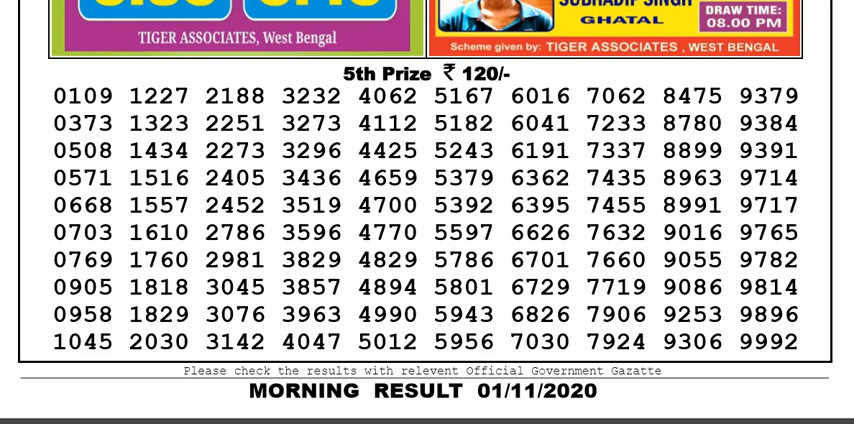 SUBHADIP SINGH
GHATAL
DRAW TIME:
08.00 PM
TIGER ASSOCIATES, West Bengal
Scheme given by: TIGER ASSOCIATES , WEST BENGAL
5th Prize ₹ 120/-
0109 1227 2188 3232 4062 5167 6016 7062 8475 9379
0373 1323 2251 3273 4112 5182 6041 7233 8780 9384
0508 1434 2273 3296 4425 5243 6191 7337 8899 9391
0571 1516 2405 3436 4659 5379 6362 7435 8963 9714
0668 1557 2452 3519 4700 5392 6395 7455 8991 9717
0703 1610 2786 3596 4770 5597 6626 7632 9016 9765
0769 1760 2981 3829 4829 5786 6701 7660 9055 9782
0905 1818 3045 3857 4894 5801 6729 7719 9086 9814
0958 1829 3076 3963 4990 5943 6826 7906 9253 9896
1045 2030 3142 4047 5012 5956 7030 7924 9306 9992
Please check the results with relevent Official Government Gazatte
MORNING RESULT 01/11/2020